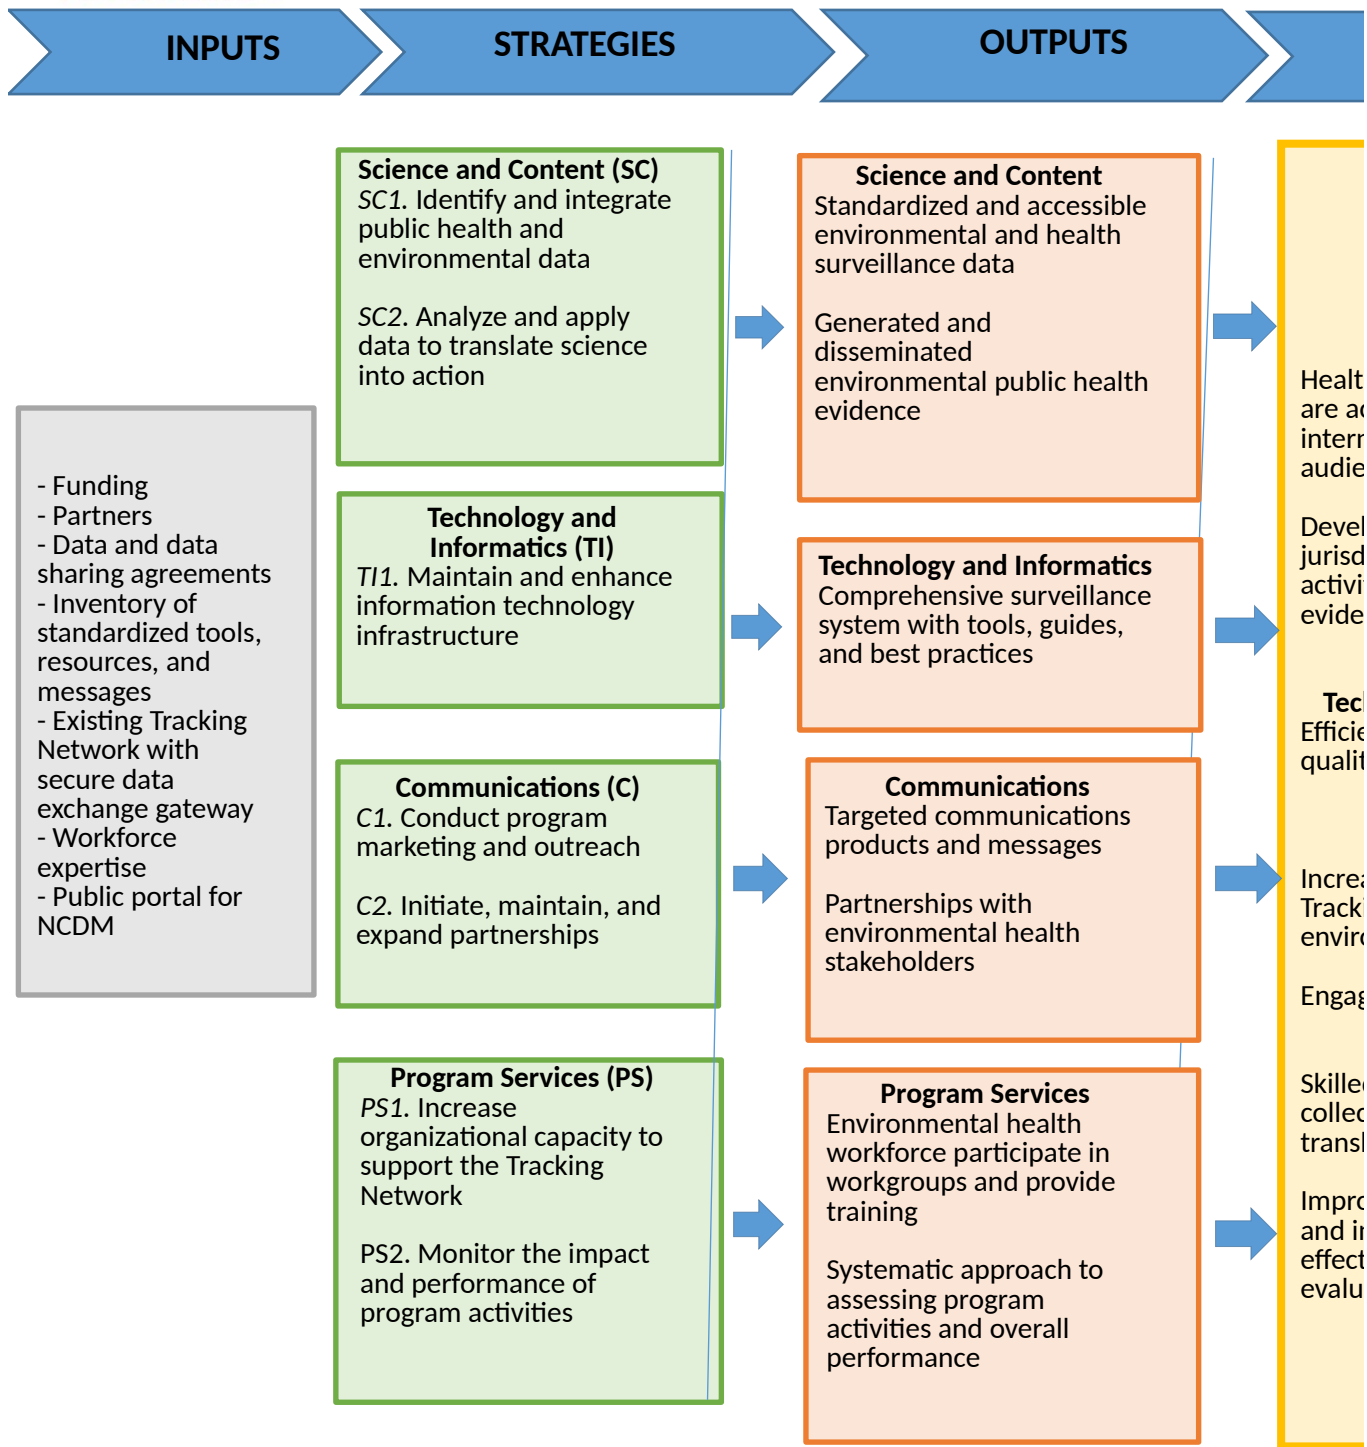 INPUTS
STRATEGIES
OUTPUTS
- Funding
- Partners
- Data and data
sharing agreements
- Inventory of
standardized tools,
resources, and
messages
- Existing Tracking
Network with
secure data
exchange gateway
- Workforce
expertise
- Public portal for
NCDM
Science and Content (SC)
SC1. Identify and integrate
public health and
environmental data
SC2. Analyze and apply
data to translate science
into action
Technology and
Informatics (TI)
TI1. Maintain and enhance
information technology
infrastructure
Communications (C)
C1. Conduct program
marketing and outreach
C2. Initiate, maintain, and
expand partnerships
Program Services (PS)
PS1. Increase
organizational capacity to
support the Tracking
Network
PS2. Monitor the impact
and performance of
program activities
Science and Content
Standardized and accessible
environmental and health
surveillance data
Generated and
disseminated
environmental public health
evidence
Technology and Informatics
Comprehensive surveillance
system with tools, guides,
and best practices
Communications
Targeted communications
products and messages
Partnerships with
environmental health
stakeholders
Program Services
Environmental health
workforce participate in
workgroups and provide
training
Systematic approach to
assessing program
activities and overall
performance
are
and